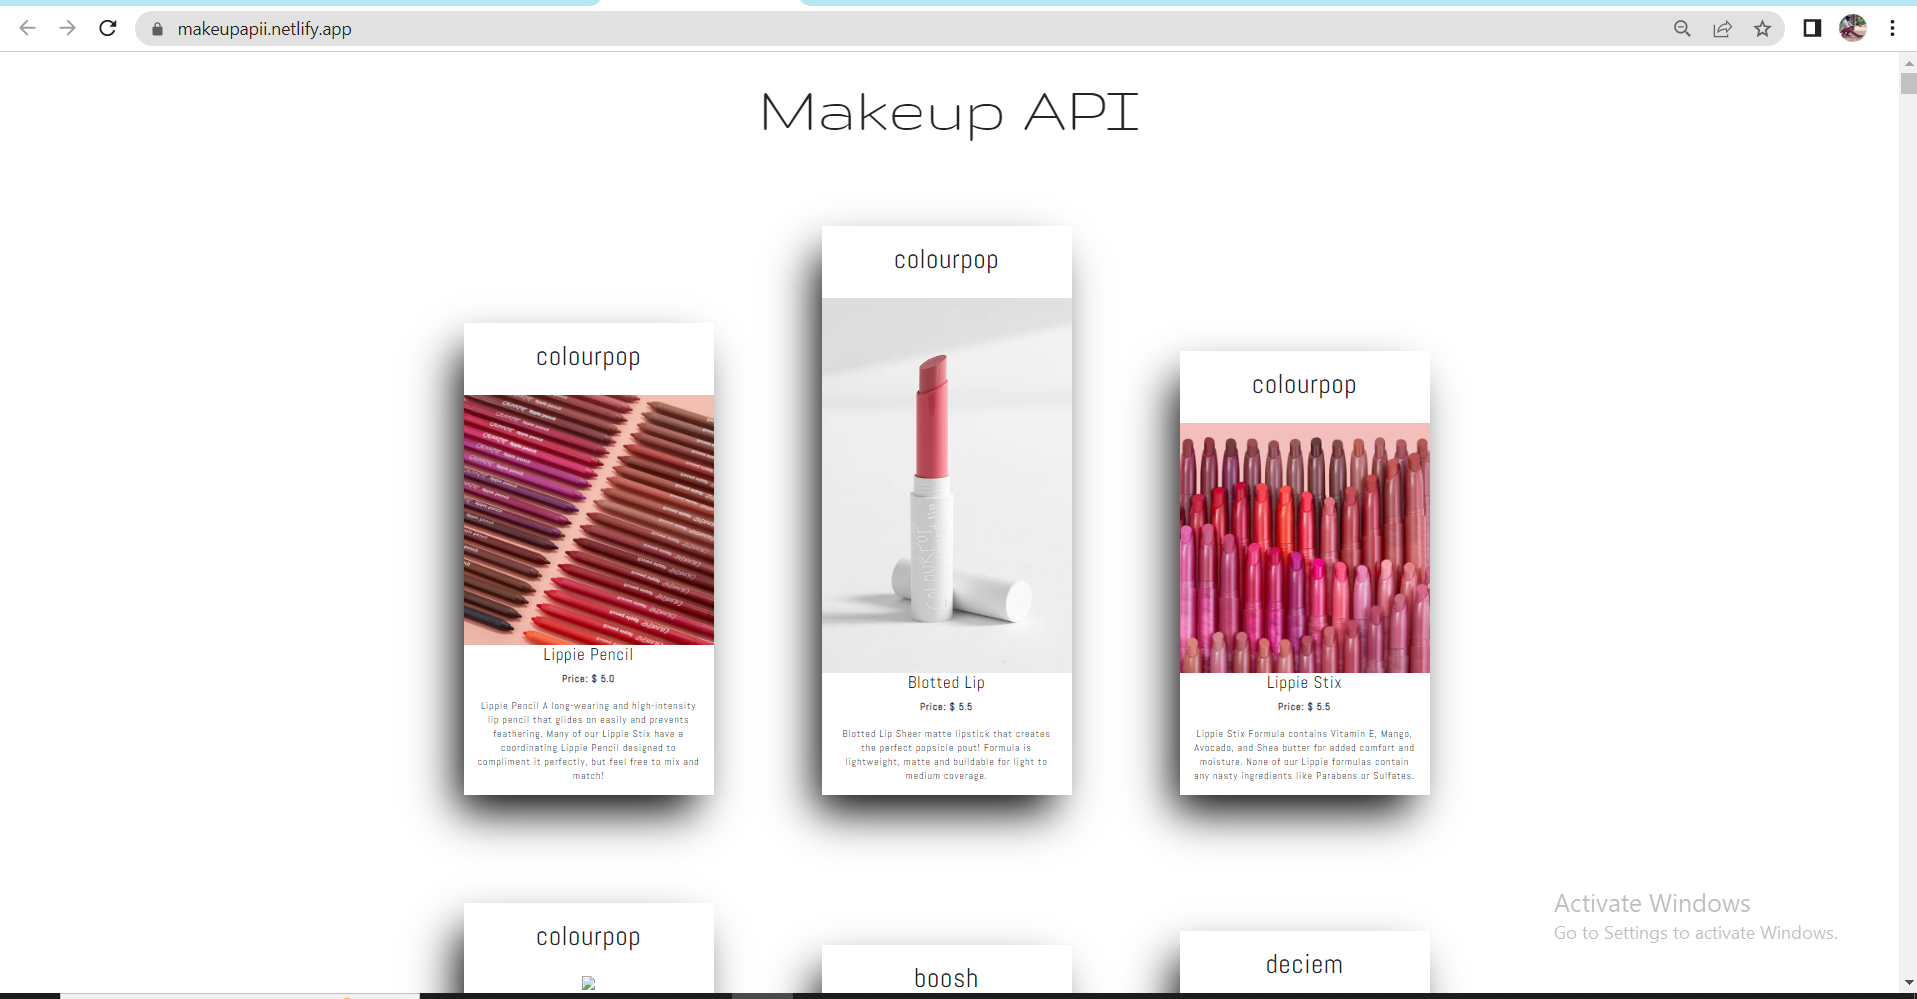 makeupapii.netlify.app
Makeup API
colourpop
Lippie Pencil
Price: $ 5.0
Lippie Pencil A long-wearing and high-intensity
lip pencil that glides on easily and prevents
feathering. Many of our Lippie Stix have a
coordinating Lippie Pencil designed to
compliment it perfectly, but feel free to mix and
match!
colourpop
Blotted Lip
Price: $ 5.5
Blotted Lip Sheer matte lipstick that creates
the perfect popsicle pout! Formula is
lightweight, matte and buildable for light to
medium coverage.
colourpop
Lippie Stix
Price: $ 5.5
Lippie Stix Formula contains Vitamin E, Mango,
Avocado, and Shea butter for added comfort and
moisture. None of our Lippie formulas contain
any nasty ingredients like Parabens or Sulfates.
colourpop
boosh
deciem
Activate Windows
Go to Settings to activate Windows.